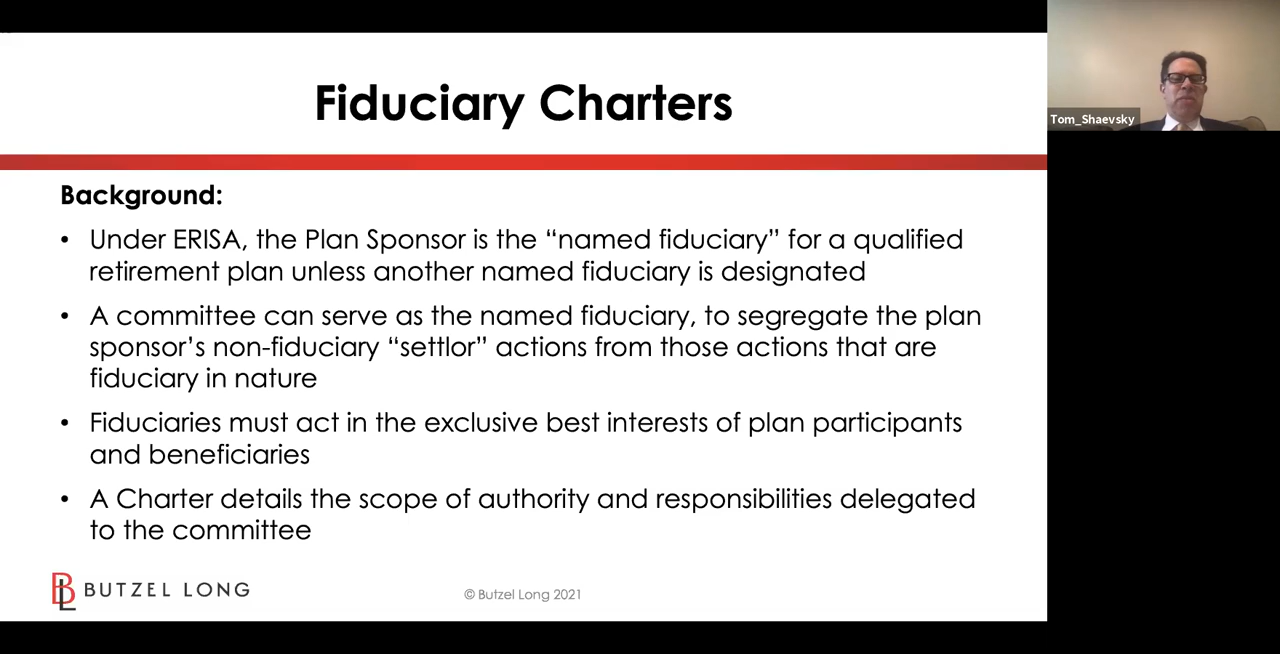 Fiduciary Charters
Tom_Shaevsky
Background:
• Under ERISA, the Plan Sponsor is the “named fiduciary” for a qualified
retirement plan unless another named fiduciary is designated
• A committee can serve as the named fiduciary, to segregate the plan
sponsor’s non-fiduciary “settlor” actions from those actions that are
fiduciary in nature
• Fiduciaries must act in the exclusive best interests of plan participants
and beneficiaries
• A Charter details the scope of authority and responsibilities delegated
to the committee
BL BUTZEL LONG
© Butzel Long 2021